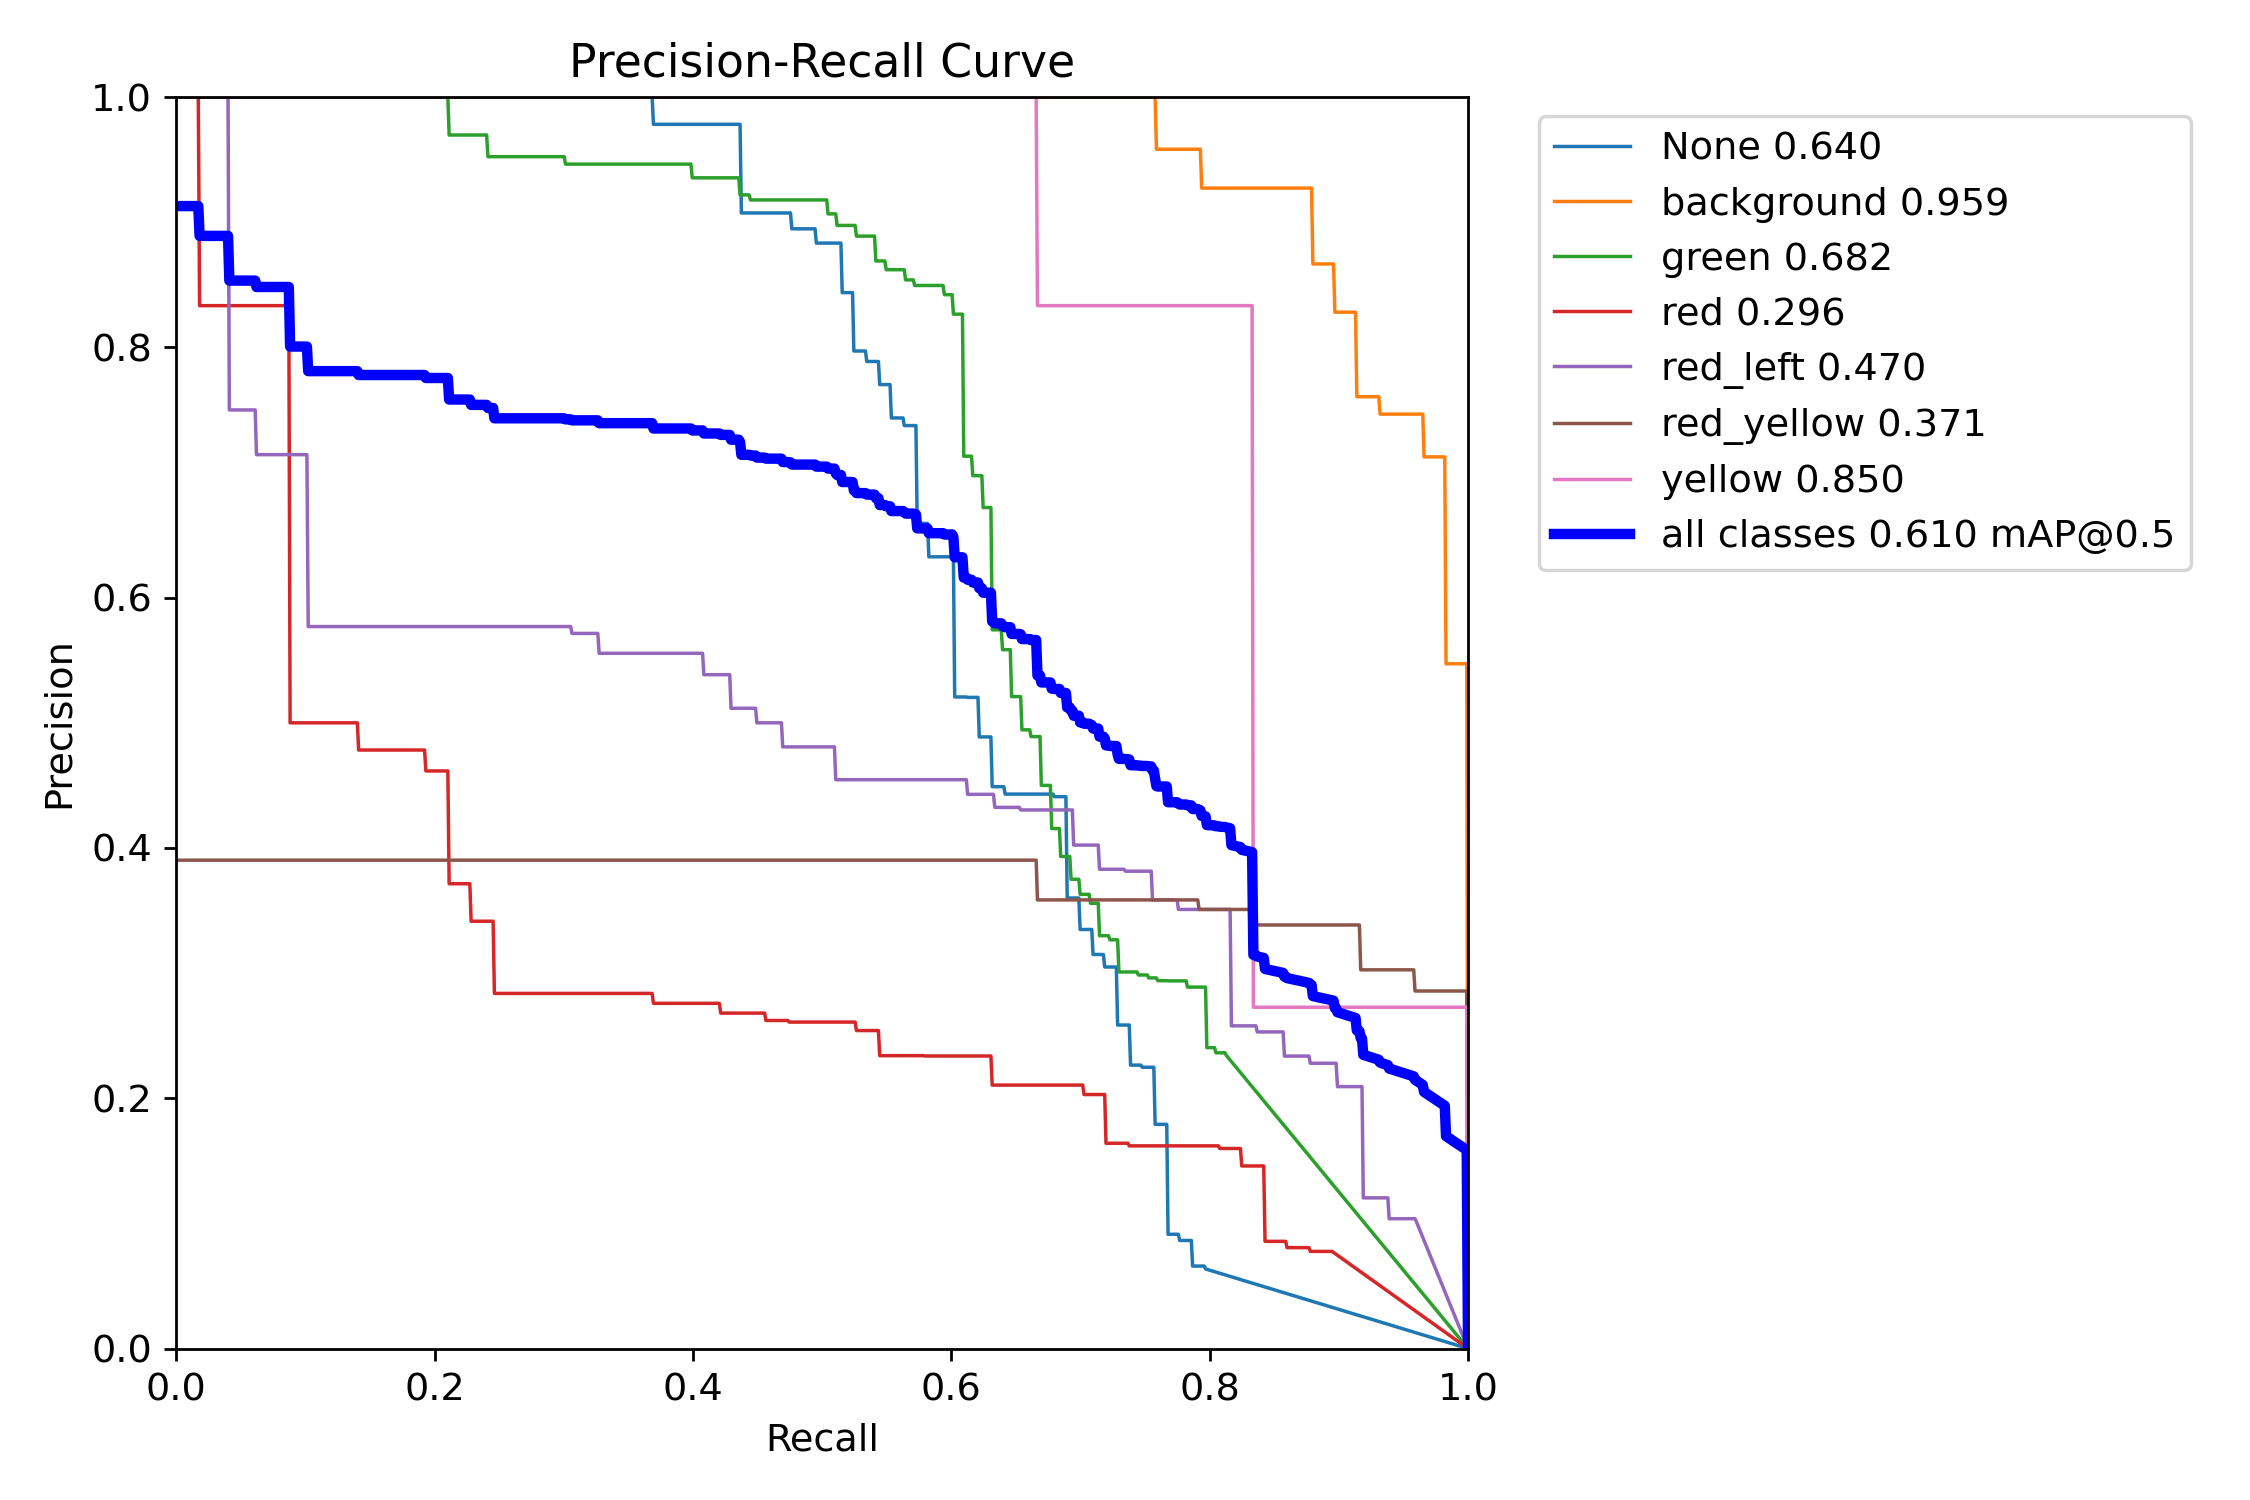 Precision-Recall Curve
1.0
0.8
0.6
0.4
0.2
0.0
Precision
0.0 0.2 0.4 0.6 0.8 1.0
Recall
None 0.640
background 0.959
green 0.682
red 0.296
red_left 0.470
red_yellow 0.371
yellow 0.850
all classes 0.610 mAP@0.5